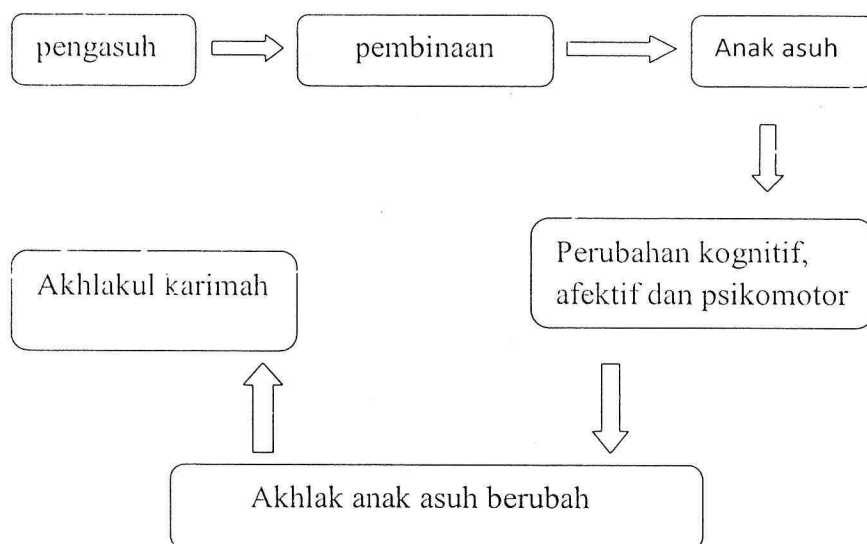 pengasuh
pembinaan
Anak asuh
Perubahan kognitif,
afektif dan psikomotor
Akhlakul karimah
Akhlak anak asuh berubah